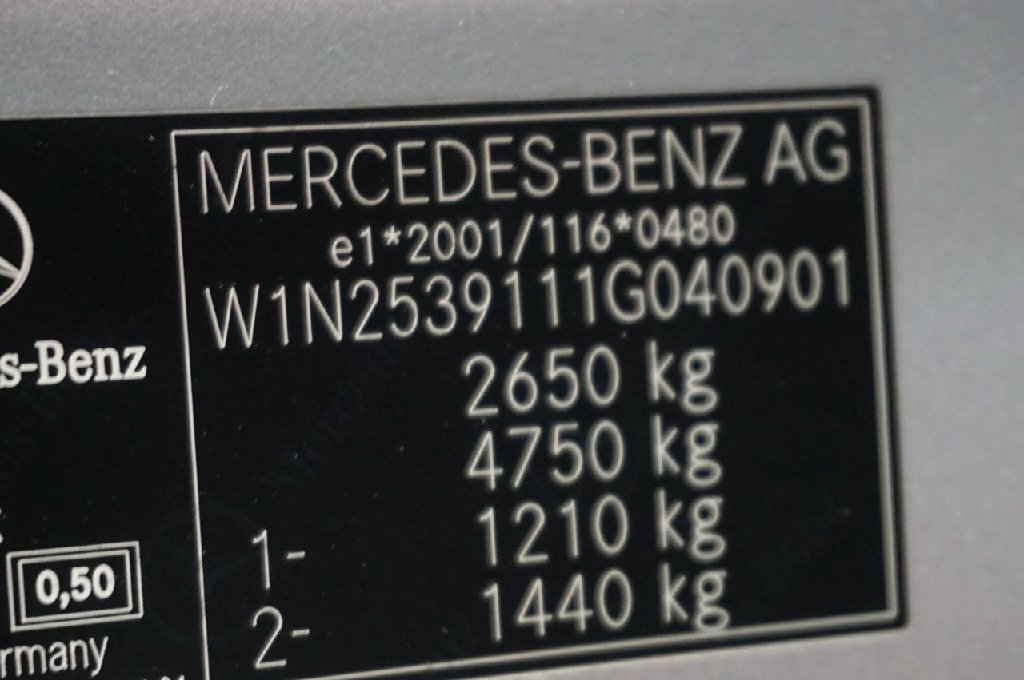 MERCEDES-BENZ AG
e1*2001/116*0480
W1N2539111G040901
2650 kg
4750 kg
1- 1210 kg
2- 1440 kg
s-Benz
0,50
rmany